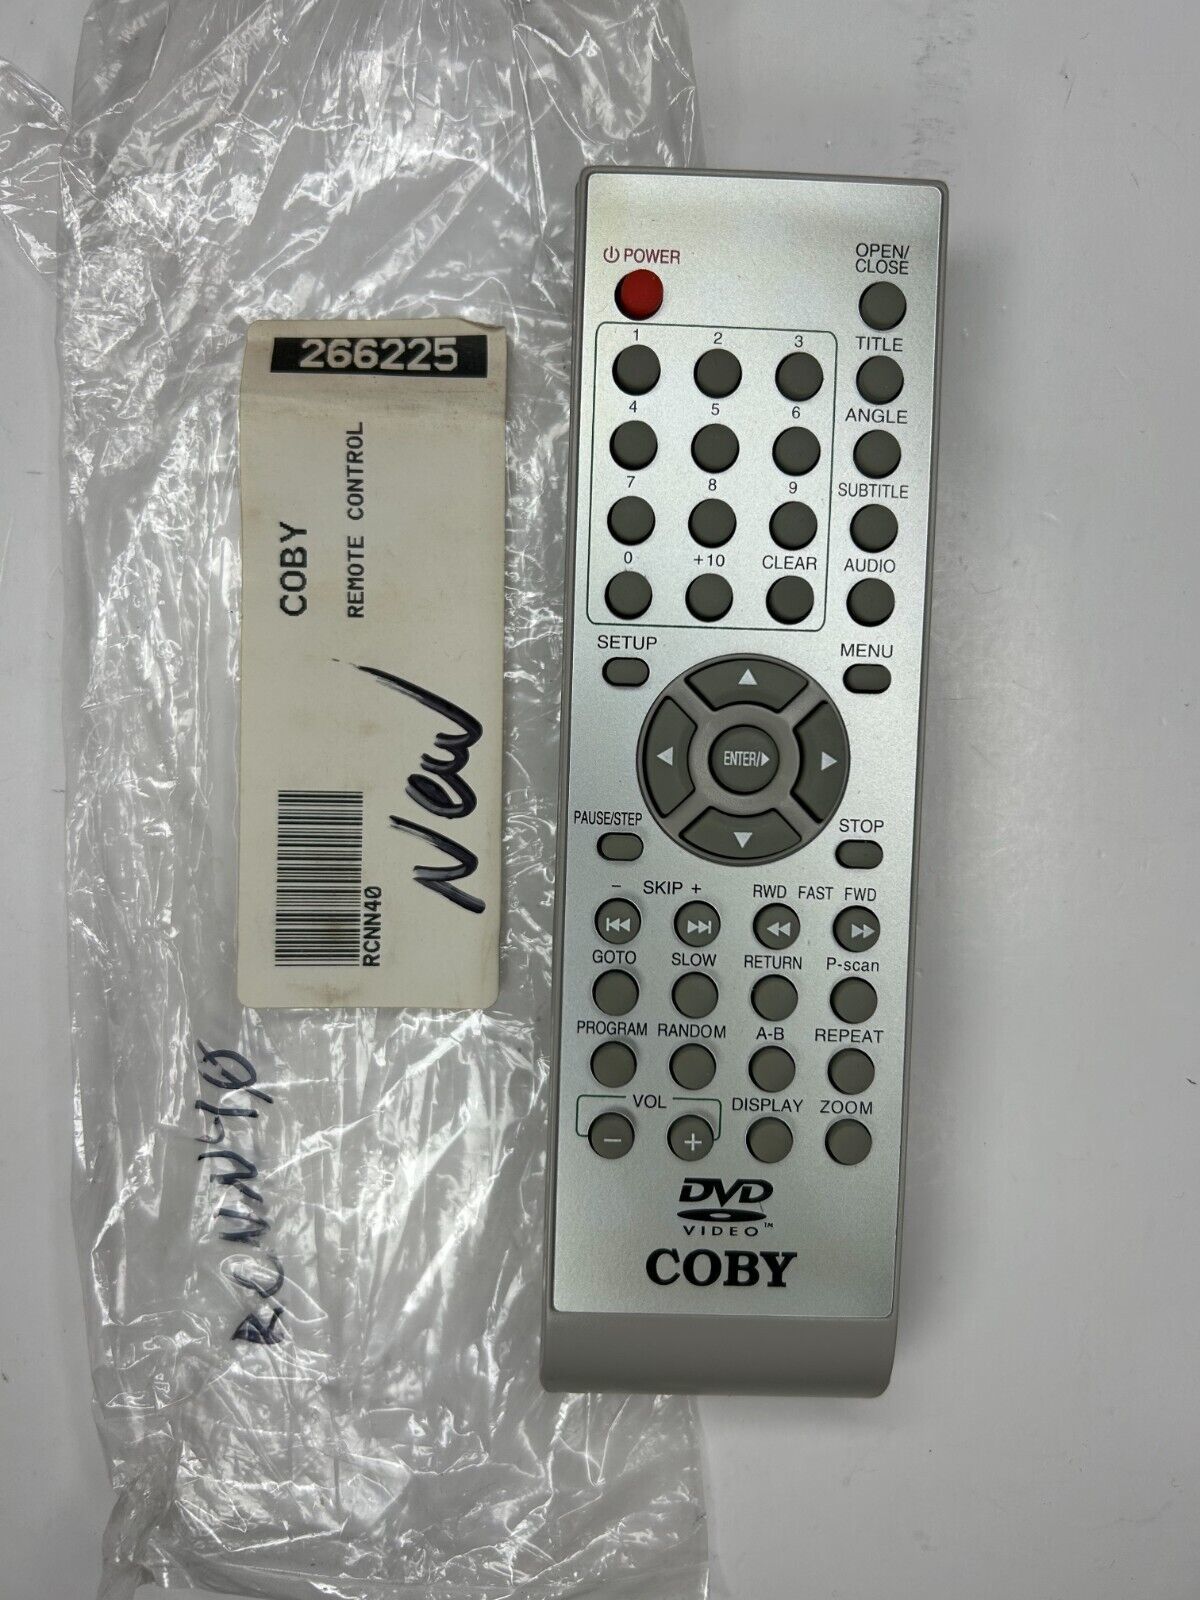 266225
COBY
REMOTE CONTROL
New
RCNN40
RCNN40
POWER
OPEN/
CLOSE
1 2 3
TITLE
4 5 6
ANGLE
7 8 9
SUBTITLE
0 +10 CLEAR
AUDIO
SETUP
MENU
ENTER/
PAUSE/STEP
STOP
- SKIP +
RWD FAST FWD
GOTO SLOW RETURN P-scan
PROGRAM RANDOM A-B REPEAT
VOL
DISPLAY ZOOM
- +
DVD
VIDEO™
COBY